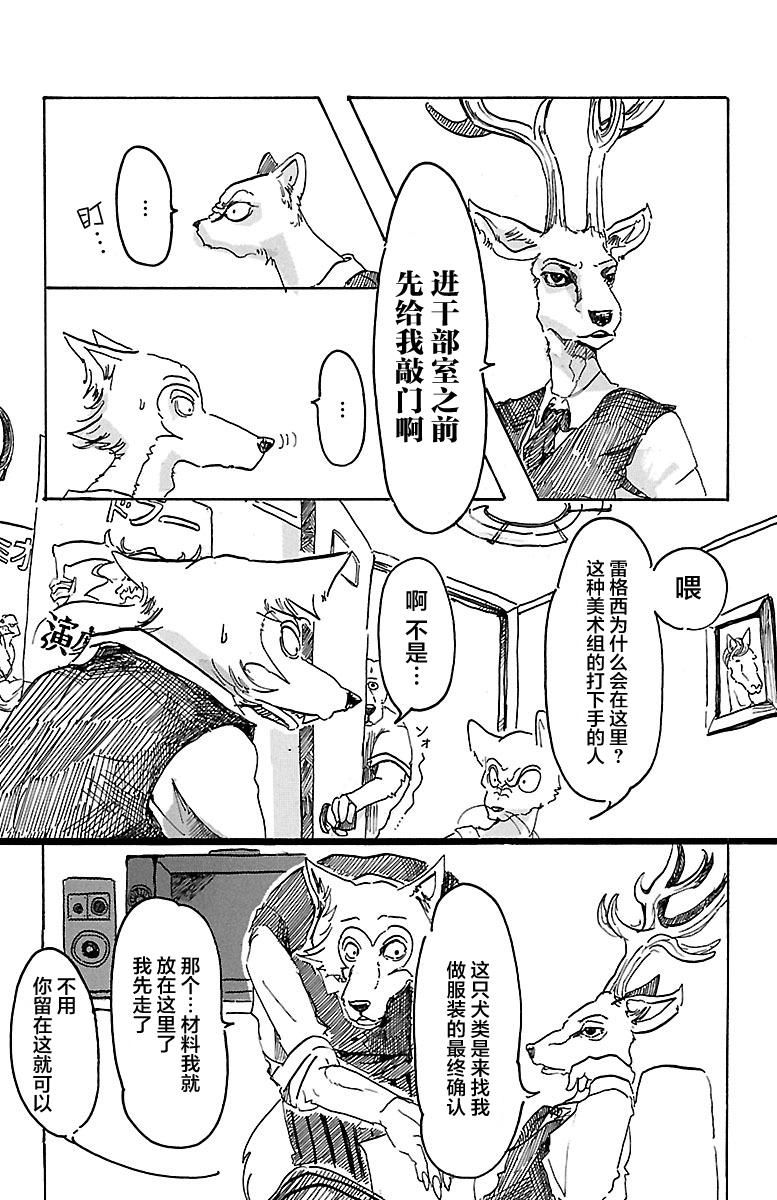 进干部室之前
先给我敲门啊
…
盯…
…
喂
雷格西为什么会在这里？
这种美术组的打下手的人
啊 不是…
ソォ
演
这只犬类是来找我
做服装的最终确认
那个…材料我就
放在这里了
我先走了
不用
你留在这就可以